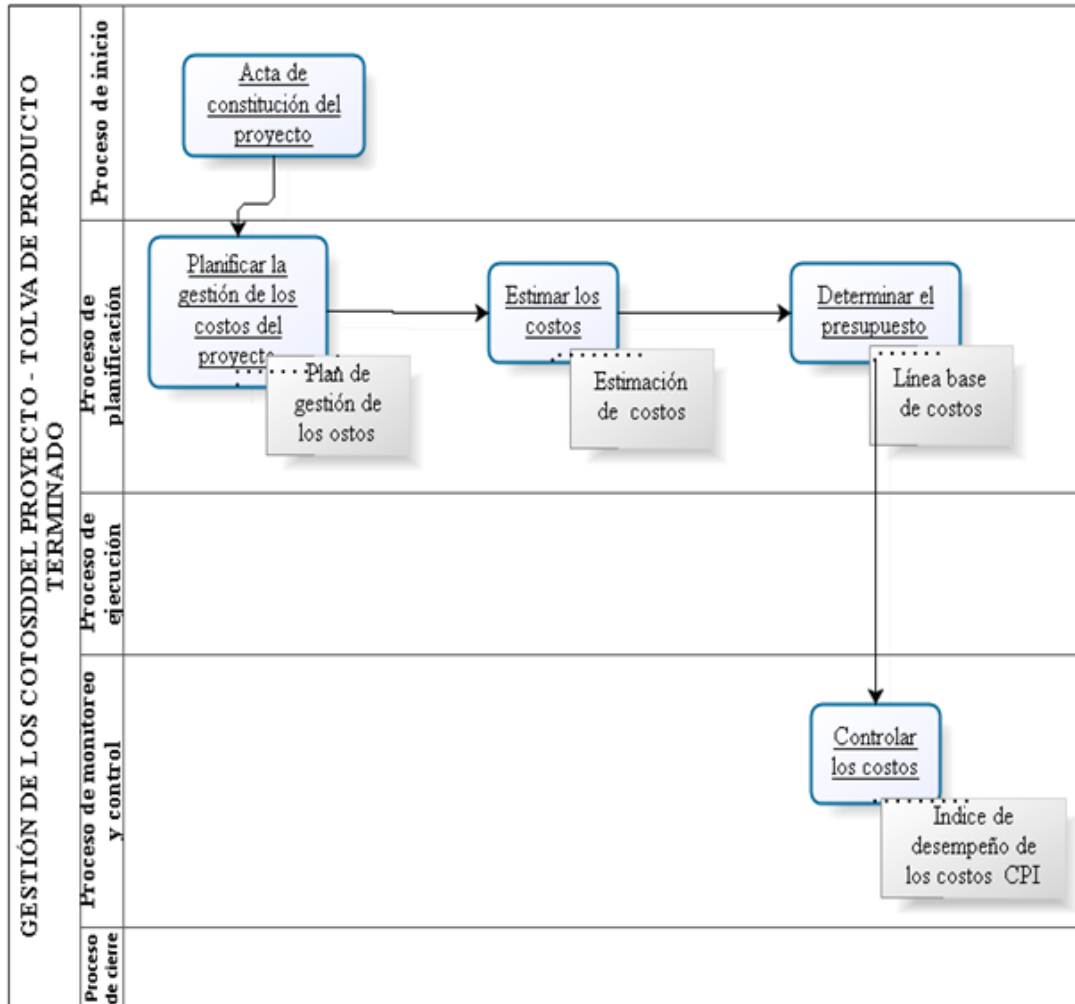 GESTIÓN DE LOS COTOSDDEL PROYECTO - TOLVA DE PRODUCTO
TERMINADO
Proceso de inicio
Acta de
constitución del
proyecto
Proceso de
planificación
Planificar la
gestión de los
costos del
proyecto
Plan de
gestión de
los ostos
Estimar los
costos
Estimación
de costos
Determinar el
presupuesto
Línea base
de costos
Proceso de
ejecución
Proceso de monitoreo
y control
Controlar
los costos
Indice de
desempeño de
los costos CPI
Proceso
de cierre